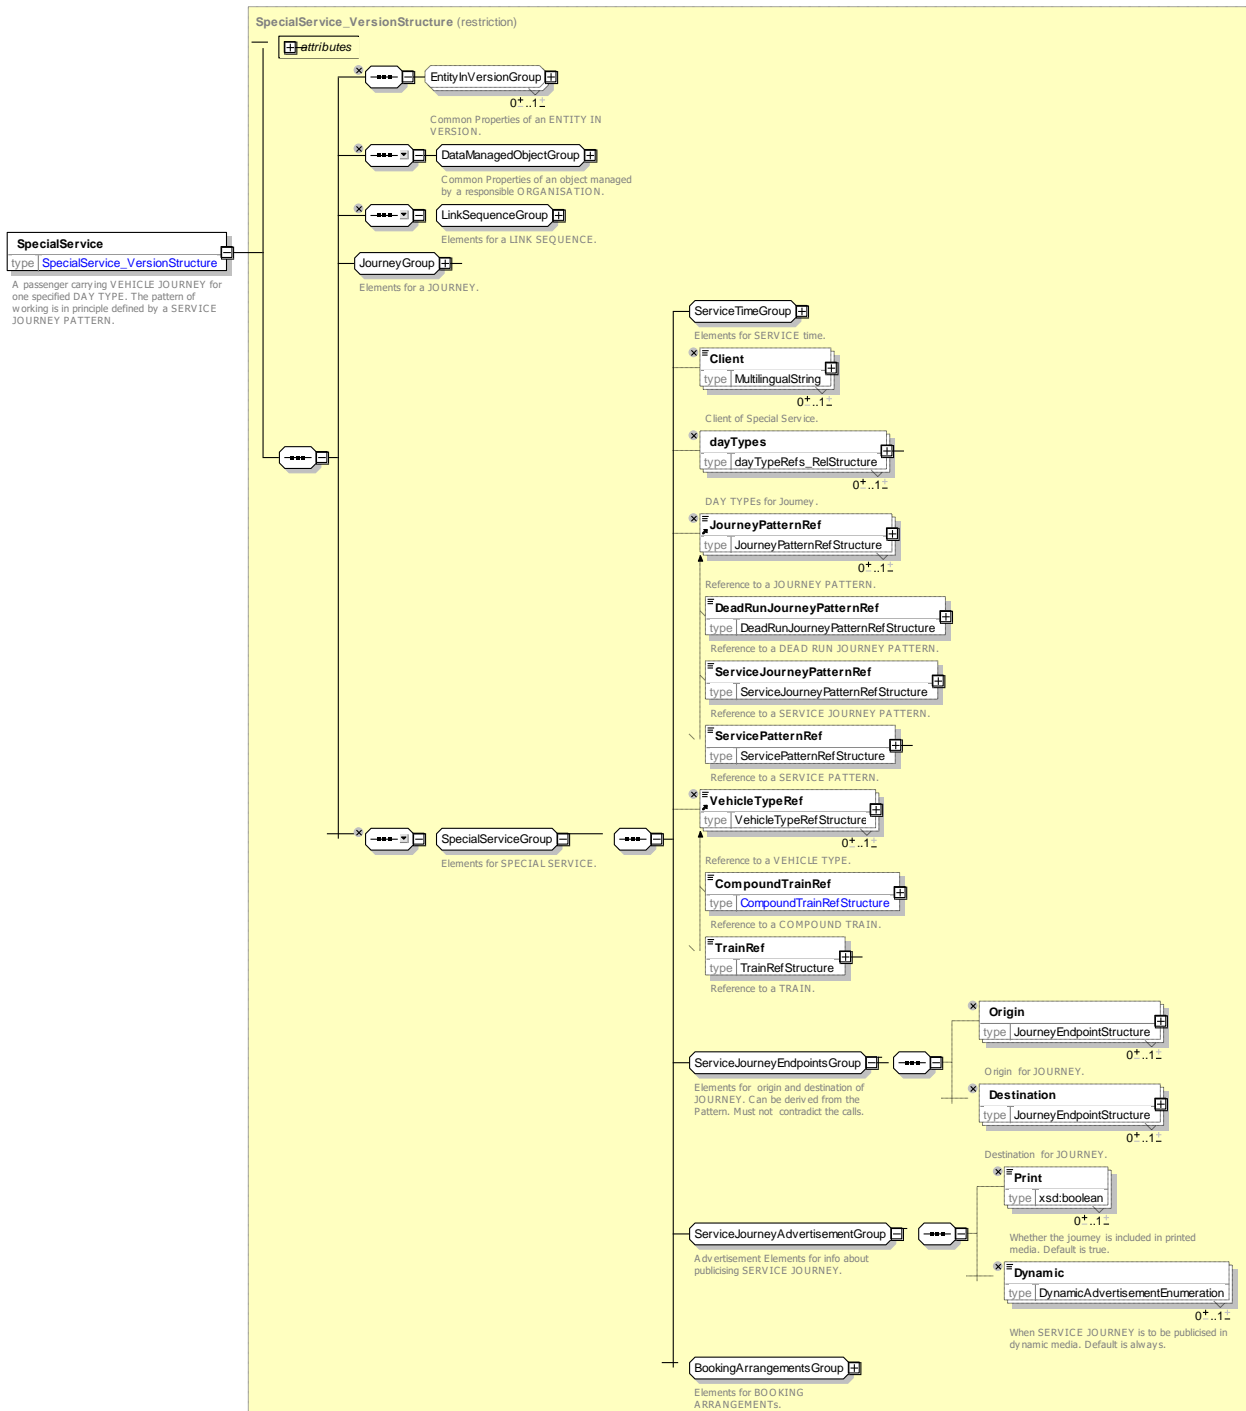 SpecialService_VersionStructure (restriction)
attributes
EntityInVersionGroup
0..1
Common Properties of an ENTITY IN
VERSION.
DataManagedObjectGroup
Common Properties of an object managed
by a responsible ORGANISATION.
LinkSequenceGroup
Elements for a LINK SEQUENCE.
SpecialService
type SpecialService_VersionStructure
A passenger carrying VEHICLE JOURNEY for
one specified DAY TYPE. The pattern of
working is in principle defined by a SERVICE
JOURNEY PATTERN.
JourneyGroup
Elements for a JOURNEY.
ServiceTimeGroup
Elements for SERVICE time.
Client
type MultilingualString
0..1
Client of Special Service.
dayTypes
type dayTypeRefs_RelStructure
0..1
DAY TYPEs for Journey.
JourneyPatternRef
type JourneyPatternRefStructure
0..1
Reference to a JOURNEY PATTERN.
DeadRunJourneyPatternRef
type DeadRunJourneyPatternRefStructure
Reference to a DEAD RUN JOURNEY PATTERN.
ServiceJourneyPatternRef
type ServiceJourneyPatternRefStructure
Reference to a SERVICE JOURNEY PATTERN.
ServicePatternRef
type ServicePatternRefStructure
Reference to a SERVICE PATTERN.
VehicleTypeRef
type VehicleTypeRefStructure
0..1
Reference to a VEHICLE TYPE.
SpecialServiceGroup
Elements for SPECIAL SERVICE.
CompoundTrainRef
type CompoundTrainRefStructure
Reference to a COMPOUND TRAIN.
TrainRef
type TrainRefStructure
Reference to a TRAIN.
ServiceJourneyEndpointsGroup
Elements for origin and destination of
JOURNEY. Can be derived from the
Pattern. Must not contradict the calls.
Origin
type JourneyEndpointStructure
0..1
Origin for JOURNEY.
Destination
type JourneyEndpointStructure
0..1
Destination for JOURNEY.
ServiceJourneyAdvertisementGroup
Advertisement Elements for info about
publicising SERVICE JOURNEY.
Print
type xsd:boolean
0..1
Whether the journey is included in printed
media. Default is true.
Dynamic
type DynamicAdvertisementEnumeration
0..1
When SERVICE JOURNEY is to be publicised in
dynamic media. Default is always.
BookingArrangementsGroup
Elements for BOOKING
ARRANGEMENTs.